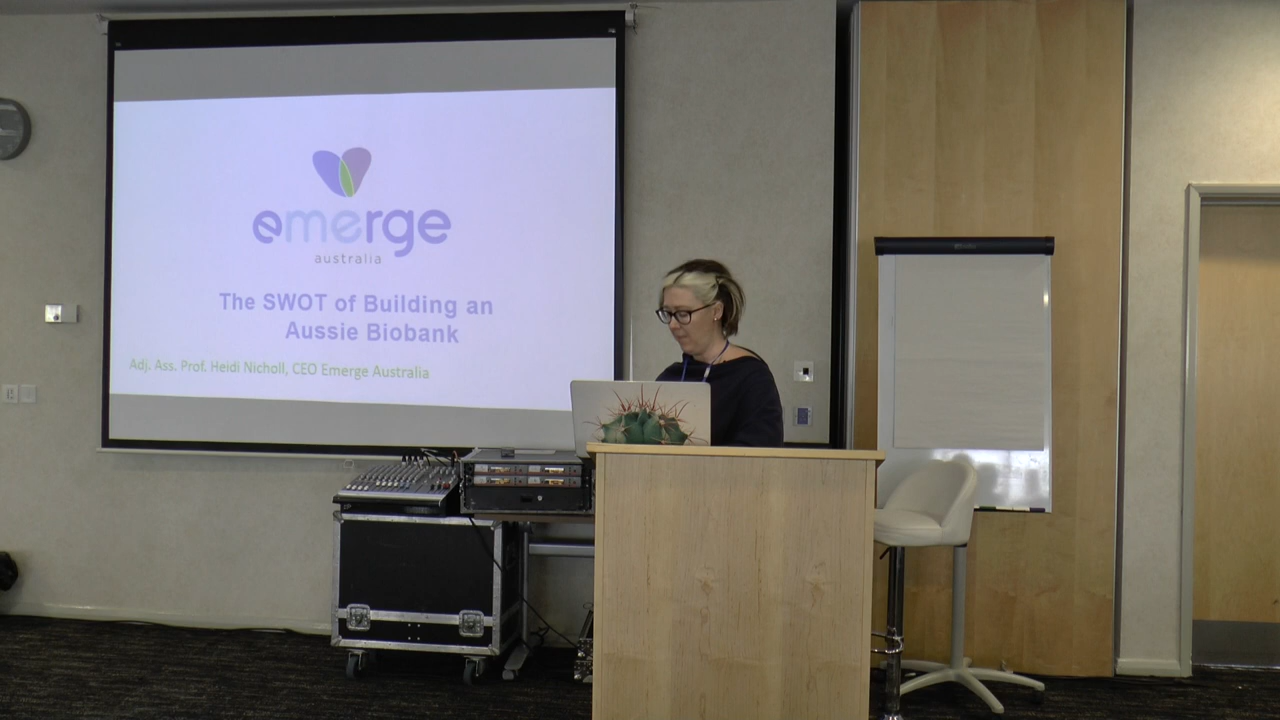 emerge
australia
The SWOT of Building an
Aussie Biobank
Adj. Ass. Prof. Heidi Nicholl, CEO Emerge Australia